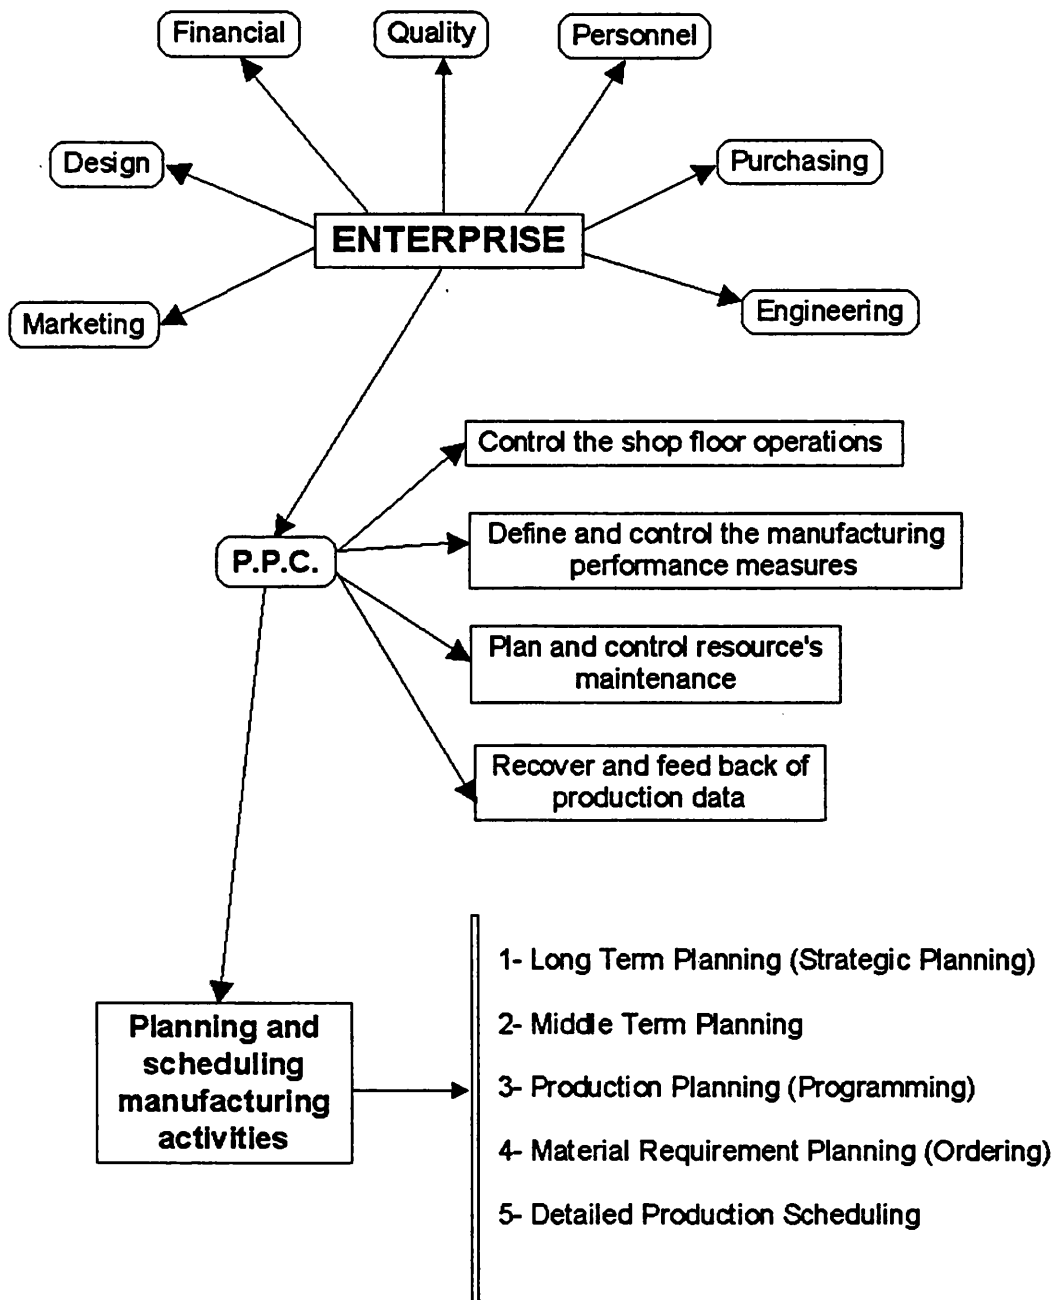 Financial
Quality
Personnel
Design
Purchasing
ENTERPRISE
Marketing
Engineering
Control the shop floor operations
P.P.C.
Define and control the manufacturing
performance measures
Plan and control resource's
maintenance
Recover and feed back of
production data
Planning and
scheduling
manufacturing
activities
1- Long Term Planning (Strategic Planning)
2- Middle Term Planning
3- Production Planning (Programming)
4- Material Requirement Planning (Ordering)
5- Detailed Production Scheduling